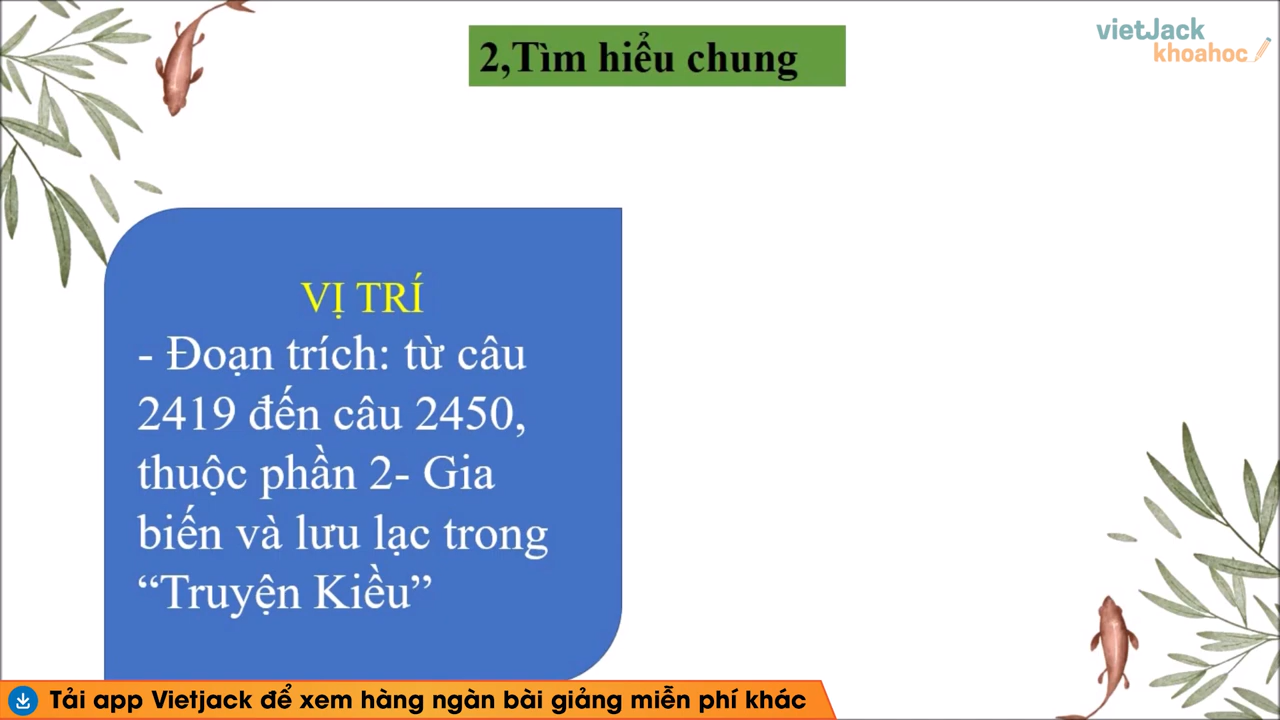 vietJack
khoahoc
2,Tìm hiểu chung
VỊ TRÍ
- Đoạn trích: từ câu
2419 đến câu 2450,
thuộc phần 2- Gia
biến và lưu lạc trong
“Truyện Kiều”
Tải app Vietjack để xem hàng ngàn bài giảng miễn phí khác